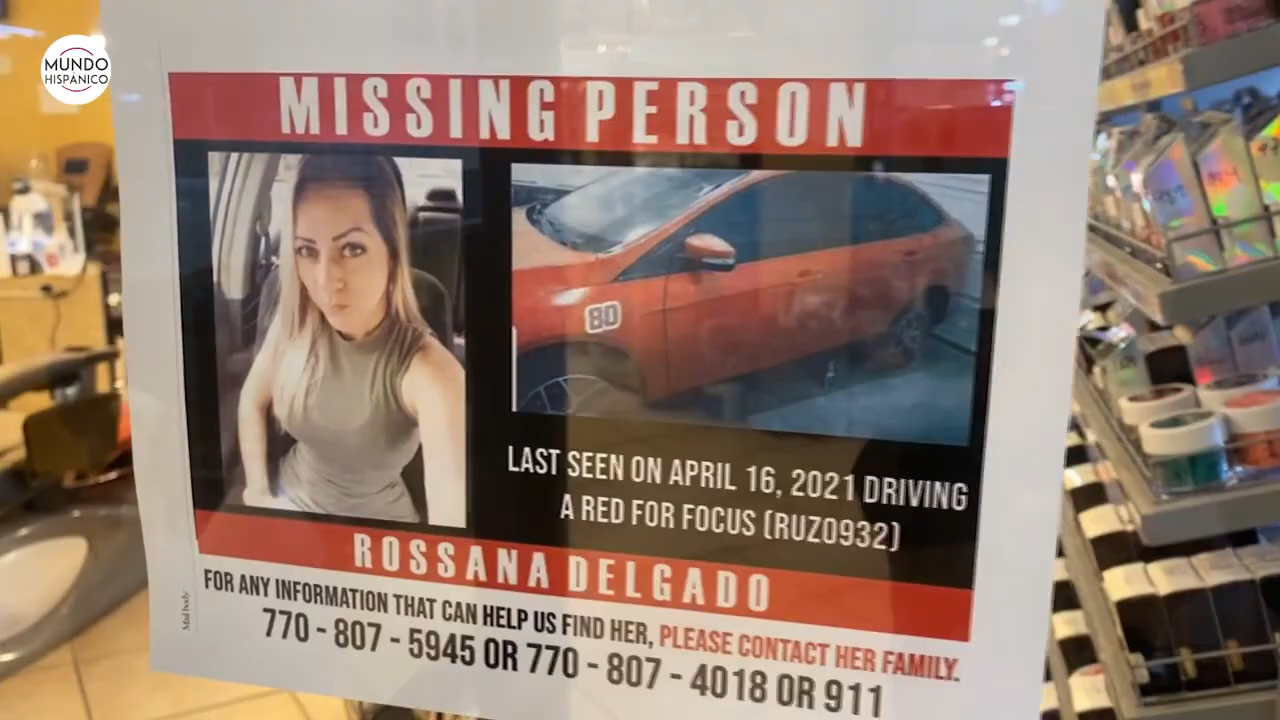 MUNDO
HISPÁNICO
MISSING PERSON
80
LAST SEEN ON APRIL 16, 2021 DRIVING
A RED FOR FOCUS (RUZ0932)
ROSSANA DELGADO
FOR ANY INFORMATION THAT CAN HELP US FIND HER, PLEASE CONTACT HER FAMILY.
770 - 807 - 5945 OR 770 - 807 - 4018 OR 911